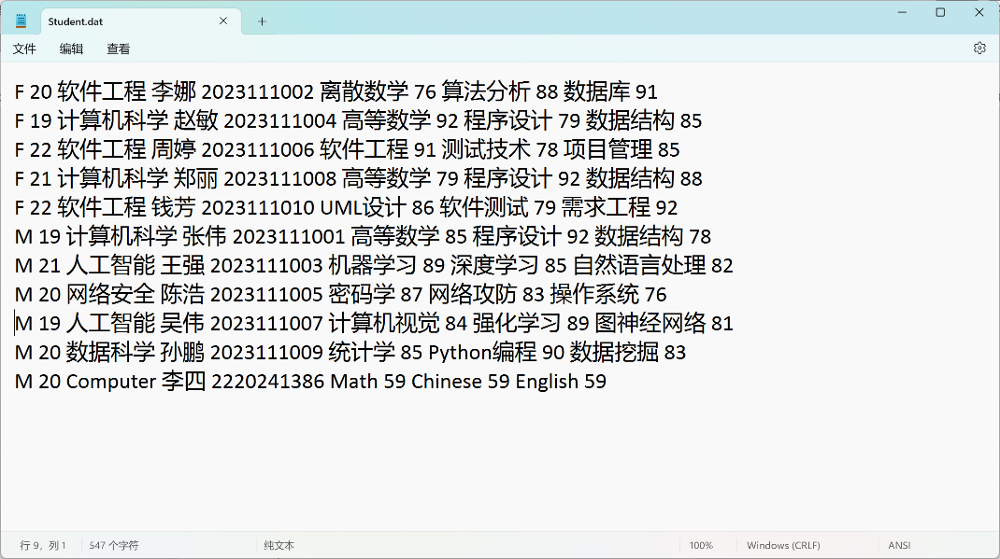 Student.dat
文件 编辑 查看
F 20 软件工程 李娜 2023111002 离散数学 76 算法分析 88 数据库 91
F 19 计算机科学 赵敏 2023111004 高等数学 92 程序设计 79 数据结构 85
F 22 软件工程 周婷 2023111006 软件工程 91 测试技术 78 项目管理 85
F 21 计算机科学 郑丽 2023111008 高等数学 79 程序设计 92 数据结构 88
F 22 软件工程 钱芳 2023111010 UML设计 86 软件测试 79 需求工程 92
M 19 计算机科学 张伟 2023111001 高等数学 85 程序设计 92 数据结构 78
M 21 人工智能 王强 2023111003 机器学习 89 深度学习 85 自然语言处理 82
M 20 网络安全 陈浩 2023111005 密码学 87 网络攻防 83 操作系统 76
M 19 人工智能 吴伟 2023111007 计算机视觉 84 强化学习 89 图神经网络 81
M 20 数据科学 孙鹏 2023111009 统计学 85 Python编程 90 数据挖掘 83
M 20 Computer 李四 2220241386 Math 59 Chinese 59 English 59
行 9，列 1 547 个字符 纯文本 100% Windows (CRLF) ANSI